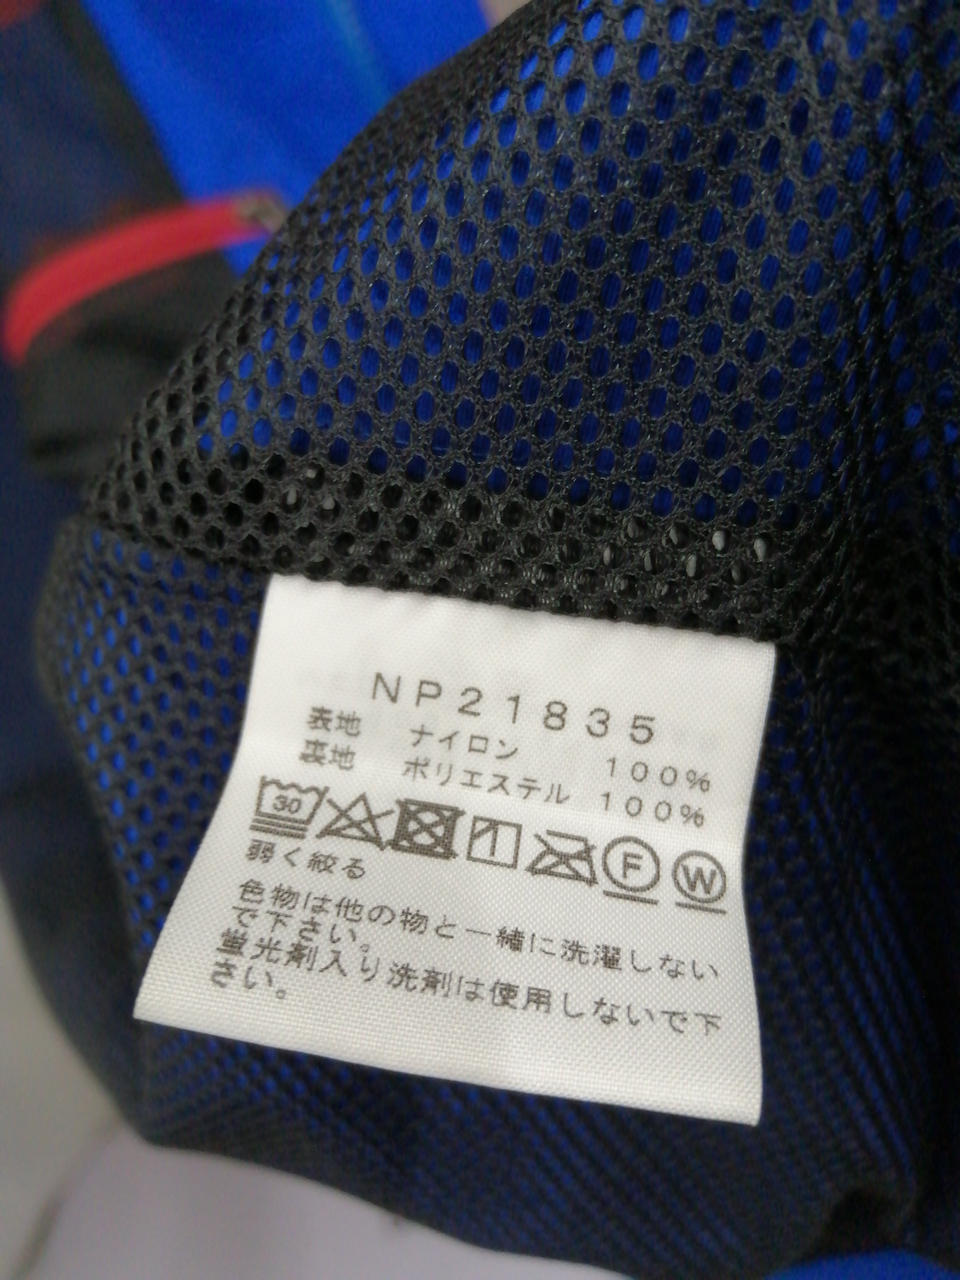 NP21835
表地 ナイロン 100%
裏地 ポリエステル 100%
30 F W
弱く絞る
色物は他の物と一緒に洗濯しない
で下さい。
蛍光剤入り洗剤は使用しないで下
さい。